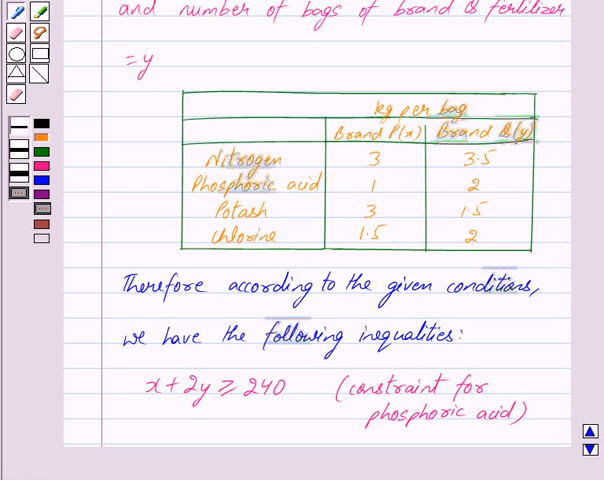 and number of bags of brand Q fertilizer
= y
kg per bag
Brand P(x) Brand Q(y)
Nitrogen 3 3.5
Phosphoric acid 1 2
Potash 3 1.5
Chlorine 1.5 2
Therefore according to the given conditions,
we have the following inequalities:
x + 2y ≥ 240 (constraint for
phosphoric acid)